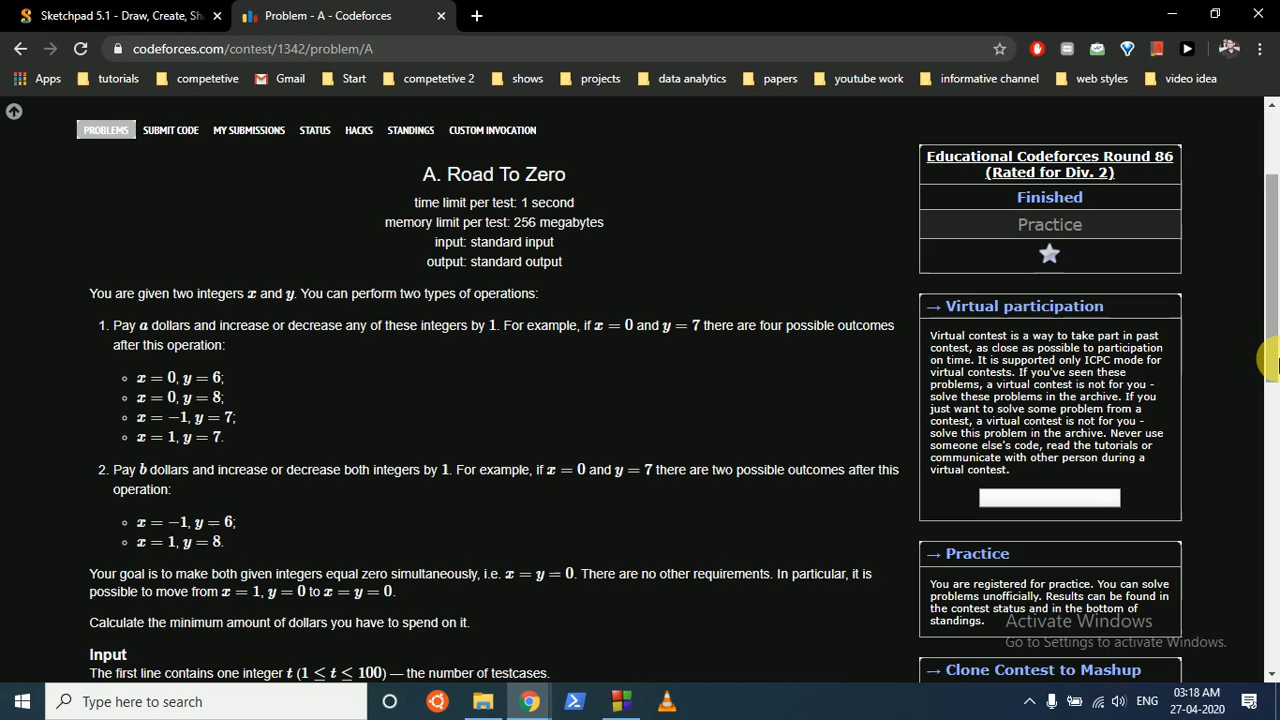 Sketchpad 5.1 - Draw, Create, Sha
Problem - A - Codeforces
codeforces.com/contest/1342/problem/A
Apps tutorials competetive Gmail Start competetive 2 shows projects data analytics papers youtube work informative channel web styles video idea
PROBLEMS SUBMIT CODE MY SUBMISSIONS STATUS HACKS STANDINGS CUSTOM INVOCATION
A. Road To Zero
time limit per test: 1 second
memory limit per test: 256 megabytes
input: standard input
output: standard output
You are given two integers x and y. You can perform two types of operations:
1. Pay a dollars and increase or decrease any of these integers by 1. For example, if x = 0 and y = 7 there are four possible outcomes
after this operation:
x = 0, y = 6;
x = 0, y = 8;
x = −1, y = 7;
x = 1, y = 7.
2. Pay b dollars and increase or decrease both integers by 1. For example, if x = 0 and y = 7 there are two possible outcomes after this
operation:
x = −1, y = 6;
x = 1, y = 8.
Your goal is to make both given integers equal zero simultaneously, i.e. x = y = 0. There are no other requirements. In particular, it is
possible to move from x = 1, y = 0 to x = y = 0.
Calculate the minimum amount of dollars you have to spend on it.
Input
The first line contains one integer t (1 ≤ t ≤ 100) — the number of testcases.
Educational Codeforces Round 86
(Rated for Div. 2)
Finished
Practice
→ Virtual participation
Virtual contest is a way to take part in past
contest, as close as possible to participation
on time. It is supported only ICPC mode for
virtual contests. If you've seen these
problems, a virtual contest is not for you -
solve these problems in the archive. If you
just want to solve some problem from a
contest, a virtual contest is not for you -
solve this problem in the archive. Never use
someone else's code, read the tutorials or
communicate with other person during a
virtual contest.
→ Practice
You are registered for practice. You can solve
problems unofficially. Results can be found in
the contest status and in the bottom of
standings.
Activate Windows
Go to Settings to activate Windows.
→ Clone Contest to Mashup
Type here to search
ENG
03:18 AM
27-04-2020